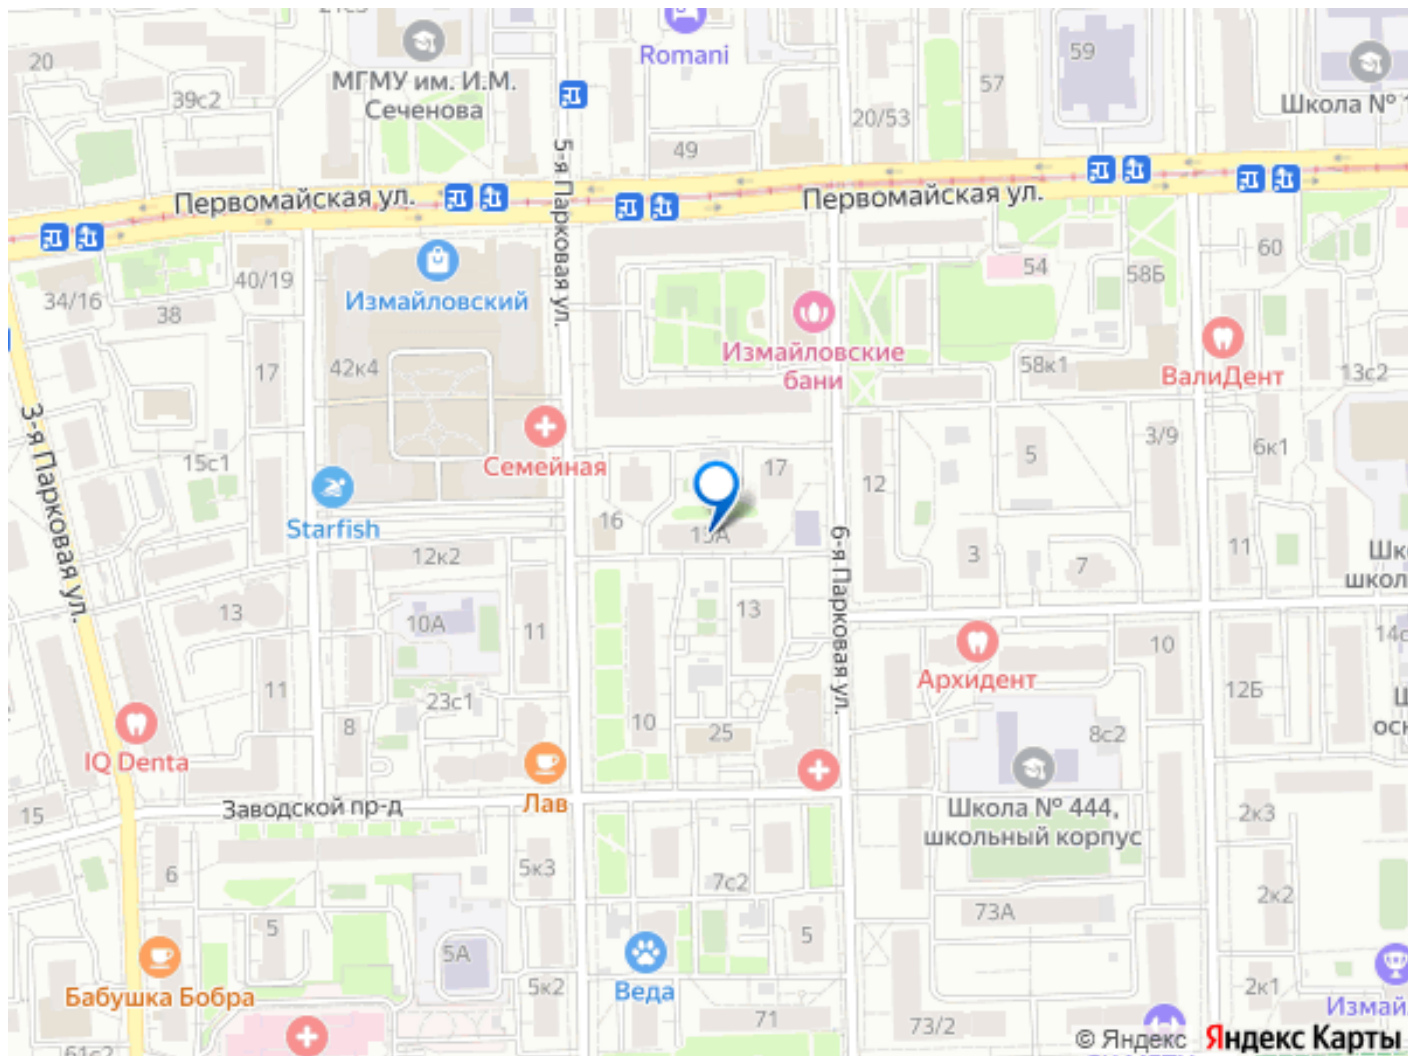 Romani
20
59
МГМУ им. И.М.
Сеченова
57
39с2
Школа №
20/53
49
5-я Парковая ул.
Первомайская ул.
Первомайская ул.
60
54
58Б
40/19
34/16
38
Измайловский
Измайловские
бани
17
42к4
58к1
ВалиДент
13с2
3-я Парковая ул.
3/9
5
6к1
15с1
Семейная
17
12
Starfish
16
15А
6-я Парковая ул.
12к2
3
7
11
школ
13
10А
11
13
14с
10
Архидент
11
23с1
12Б
8
10
25
8с2
IQ Denta
Лав
Заводской пр-д
15
Школа № 444,
школьный корпус
2к3
6
5к3
7с2
2к2
73А
5
5
5А
Веда
Бабушка Бобра
5к2
2к1
Измай
71
73/2
61с2
© Яндекс Яндекс Карты